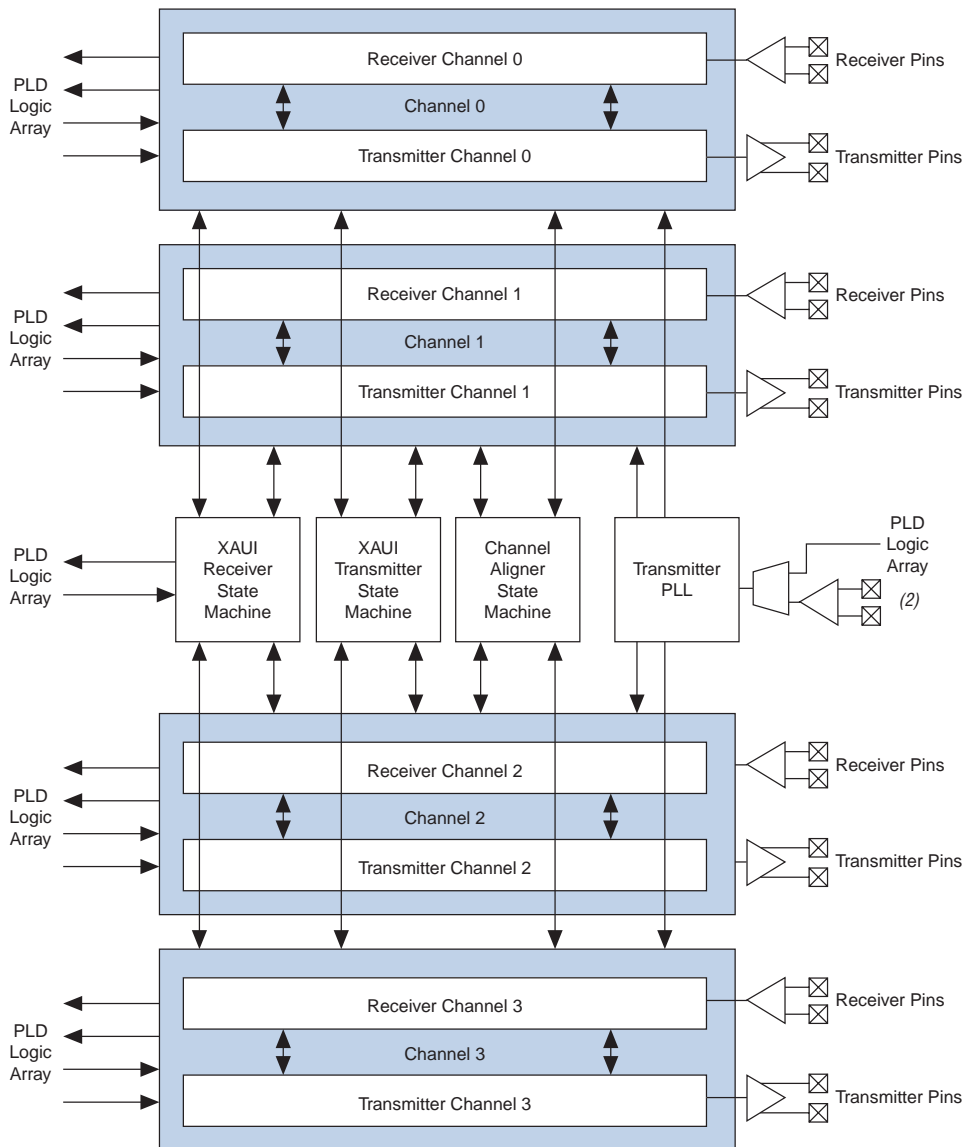 Receiver Channel 0
Receiver Pins
PLD
Logic
Array
Channel 0
Transmitter Channel 0
Transmitter Pins
Receiver Channel 1
Receiver Pins
PLD
Logic
Array
Channel 1
Transmitter Channel 1
Transmitter Pins
PLD
Logic
Array
XAUI
Receiver
State
Machine
XAUI
Transmitter
State
Machine
Channel
Aligner
State
Machine
Transmitter
PLL
PLD
Logic
Array
(2)
Receiver Channel 2
Receiver Pins
PLD
Logic
Array
Channel 2
Transmitter Channel 2
Transmitter Pins
Receiver Channel 3
Receiver Pins
PLD
Logic
Array
Channel 3
Transmitter Channel 3
Transmitter Pins